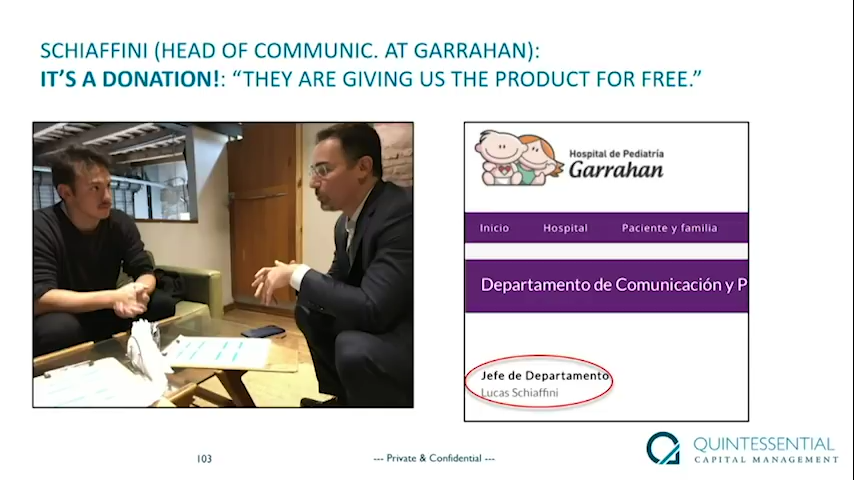 SCHIAFFINI (HEAD OF COMMUNIC. AT GARRAHAN):
IT'S A DONATION!: “THEY ARE GIVING US THE PRODUCT FOR FREE.”
Hospital de Pediatría
Garrahan
Inicio Hospital Paciente y familia
Departamento de Comunicación y P
Jefe de Departamento
Lucas Schiaffini
103
--- Private & Confidential ---
QUINTESSENTIAL
CAPITAL MANAGEMENT